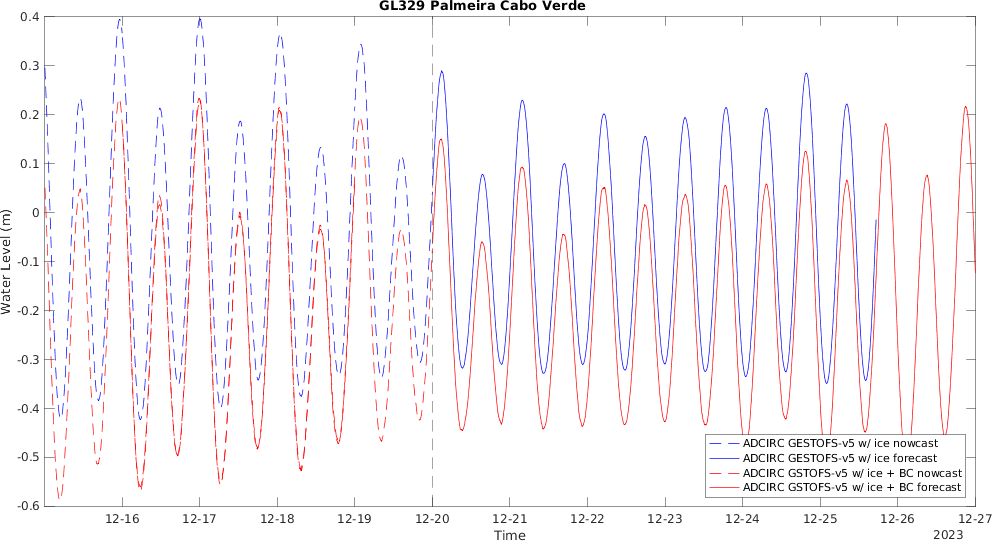 GL329 Palmeira Cabo Verde
0.4
0.3
0.2
0.1
0
-0.1
-0.2
-0.3
-0.4
-0.5
-0.6
Water Level (m)
ADCIRC GESTOFS-v5 w/ ice nowcast
ADCIRC GESTOFS-v5 w/ ice forecast
ADCIRC GSTOFS-v5 w/ ice + BC nowcast
ADCIRC GSTOFS-v5 w/ ice + BC forecast
12-16 12-17 12-18 12-19 12-20 12-21 12-22 12-23 12-24 12-25 12-26 12-27
Time
2023